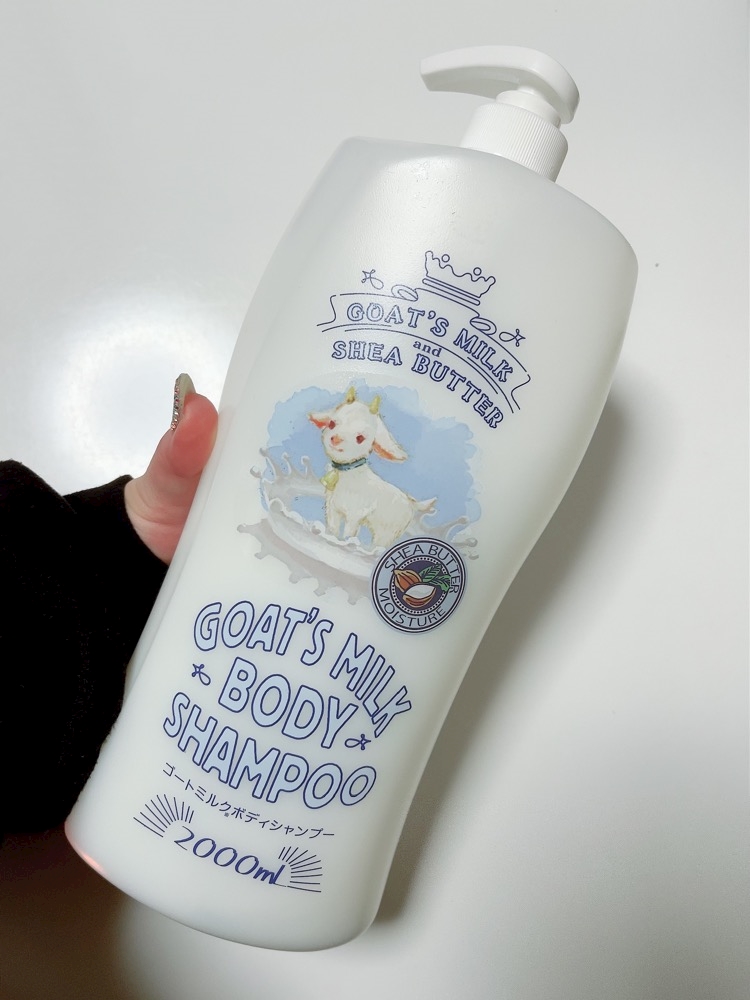 GOAT'S MILK
and
SHEA BUTTER
SHEA BUTTER
MOISTURE
GOAT'S MILK
BODY
SHAMPOO
ゴートミルク※ボディシャンプー
2000ml